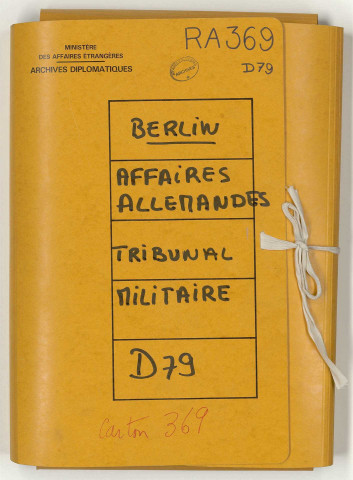 MINISTÈRE
DES AFFAIRES ÉTRANGÈRES
ARCHIVES DIPLOMATIQUES
RA369
D79
BERLIN
AFFAIRES
ALLEMANDES
TRIBUNAL
MILITAIRE
D79
Carton 369